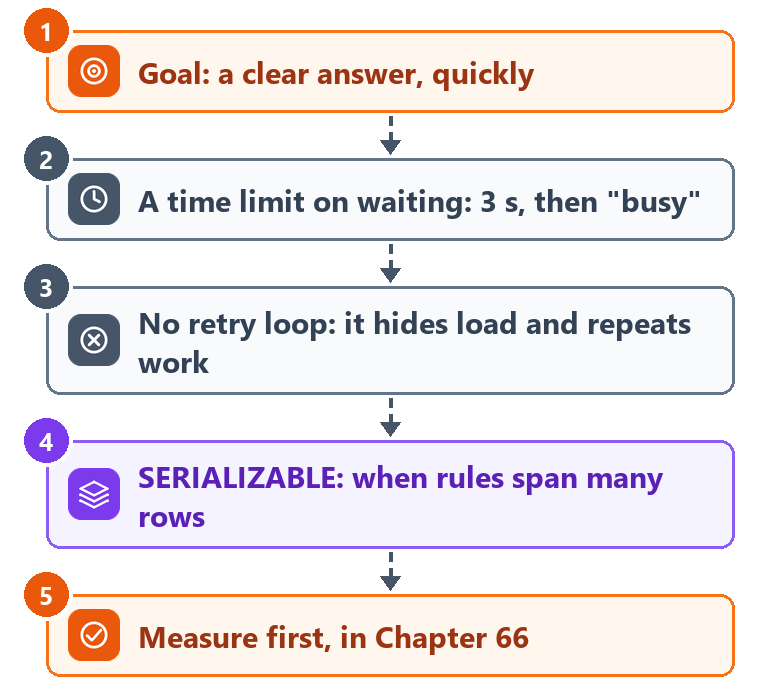 1
Goal: a clear answer, quickly
2
A time limit on waiting: 3 s, then "busy"
3
No retry loop: it hides load and repeats
work
4
SERIALIZABLE: when rules span many
rows
5
Measure first, in Chapter 66